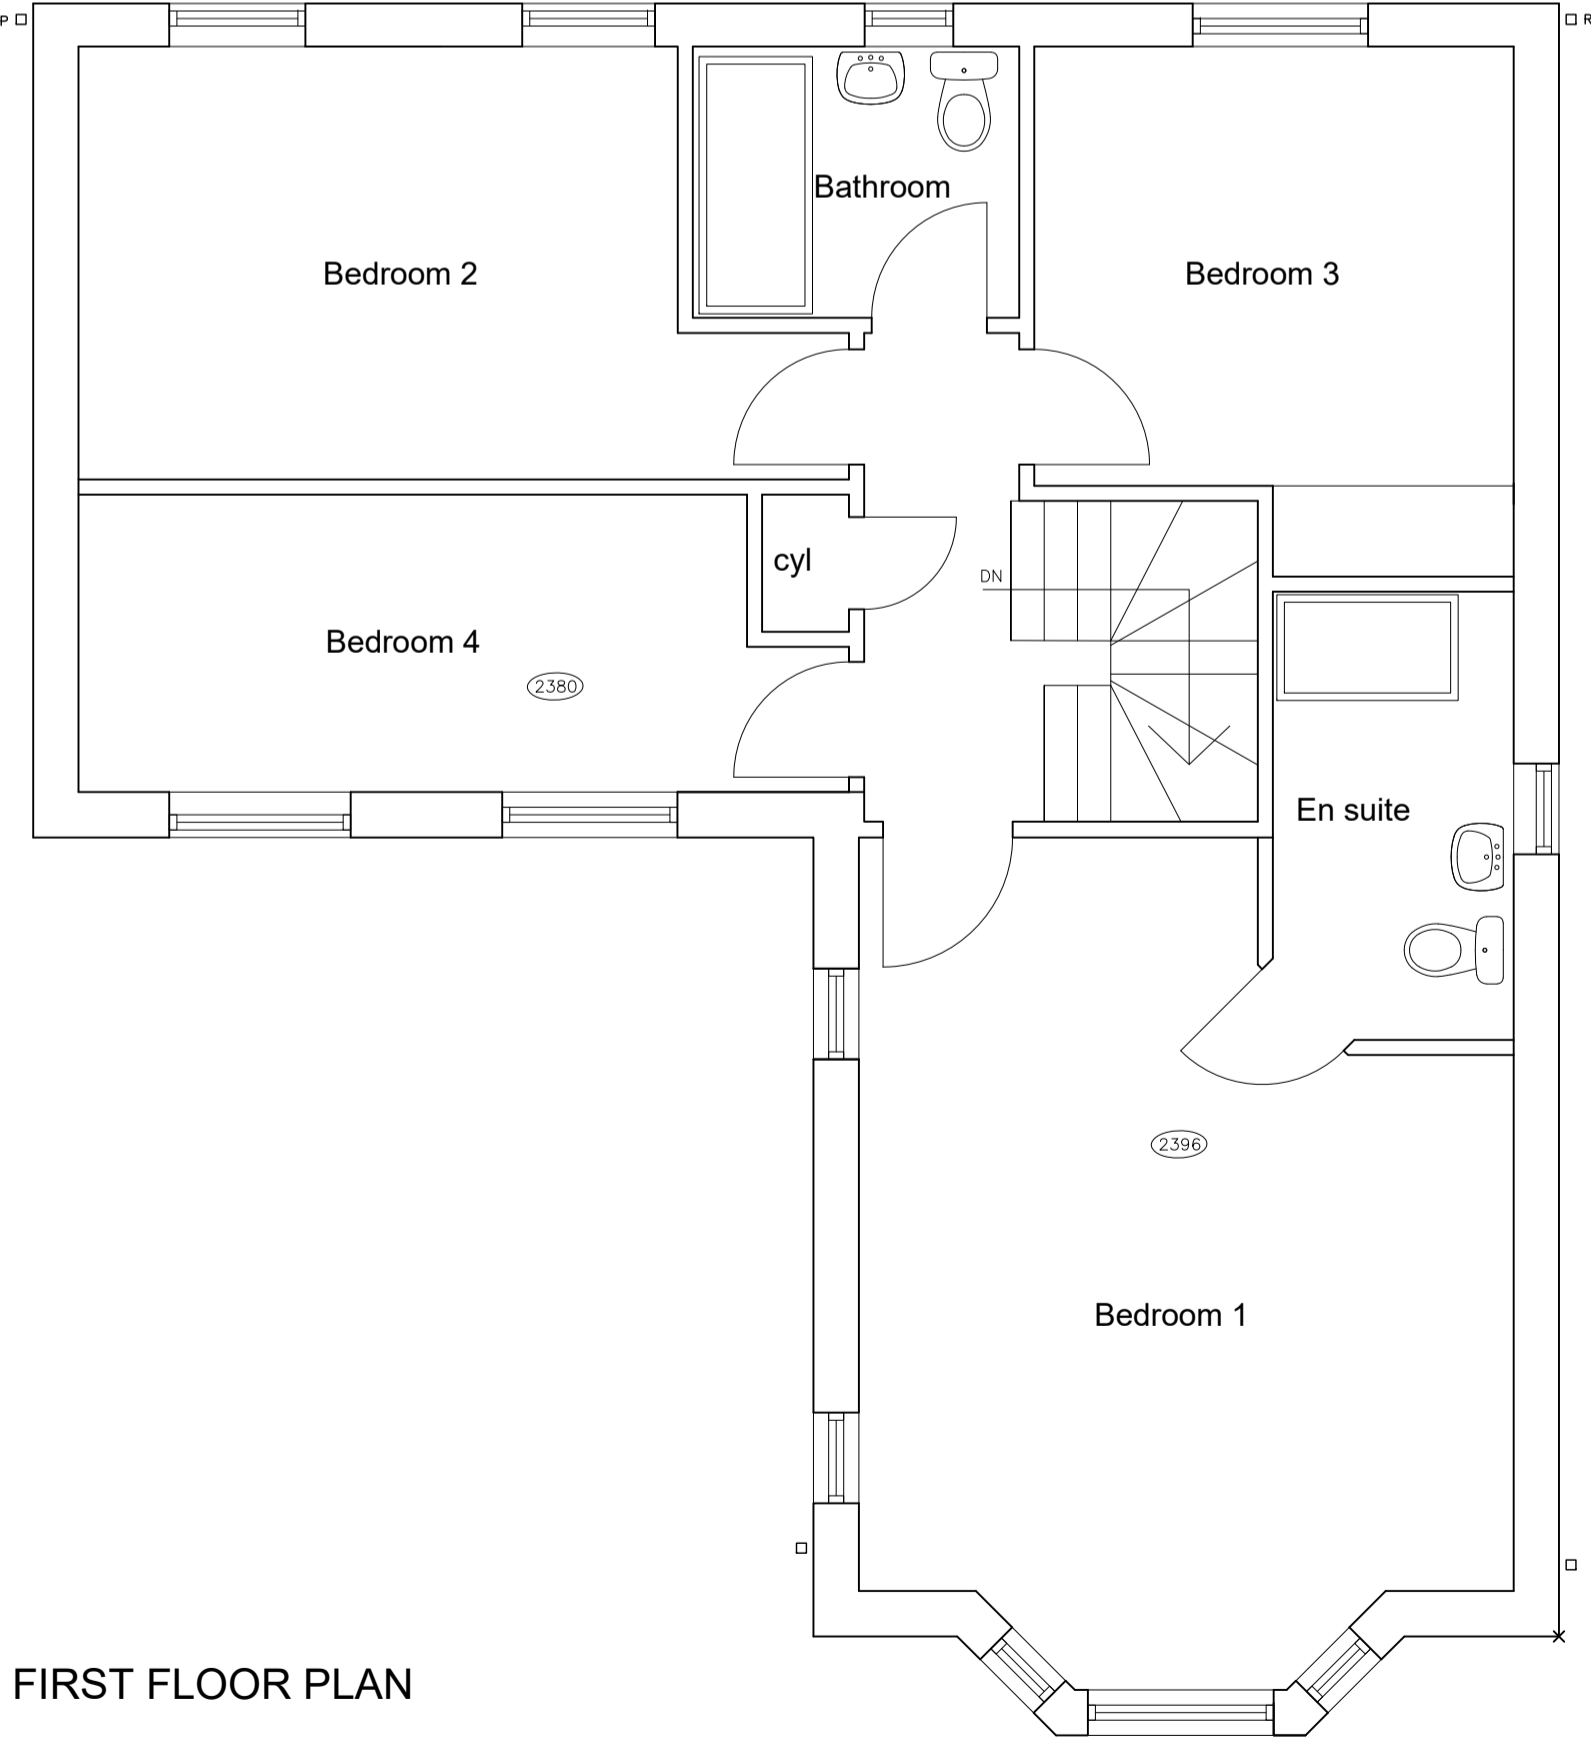 P
R
Bathroom
Bedroom 2
Bedroom 3
cyl
DN
Bedroom 4
2380
En suite
2396
Bedroom 1
FIRST FLOOR PLAN